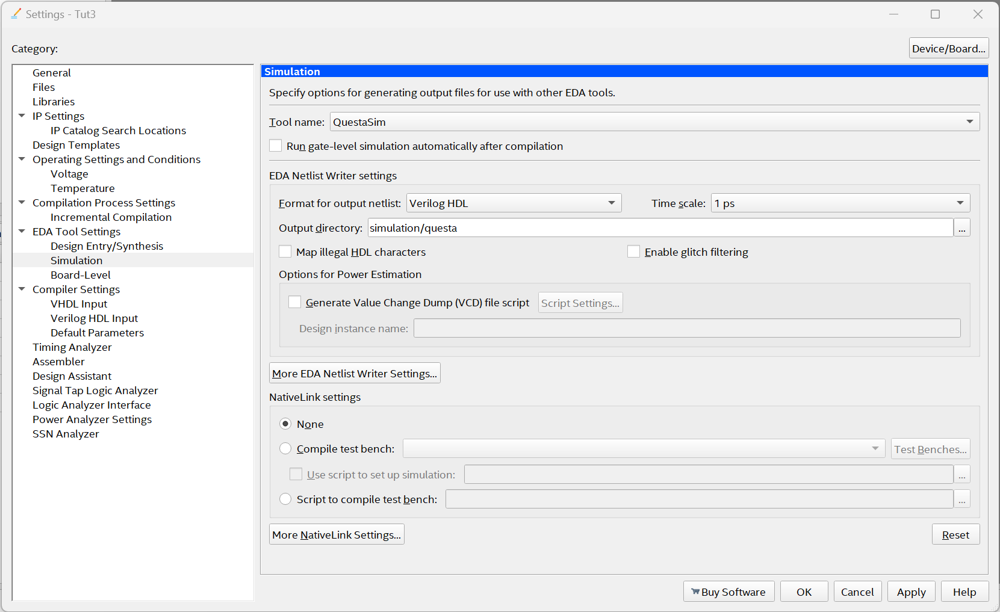 Settings - Tut3
Category:
Device/Board...
General
Files
Libraries
IP Settings
IP Catalog Search Locations
Design Templates
Operating Settings and Conditions
Voltage
Temperature
Compilation Process Settings
Incremental Compilation
EDA Tool Settings
Design Entry/Synthesis
Simulation
Board-Level
Compiler Settings
VHDL Input
Verilog HDL Input
Default Parameters
Timing Analyzer
Assembler
Design Assistant
Signal Tap Logic Analyzer
Logic Analyzer Interface
Power Analyzer Settings
SSN Analyzer
Simulation
Specify options for generating output files for use with other EDA tools.
Tool name: QuestaSim
Run gate-level simulation automatically after compilation
EDA Netlist Writer settings
Format for output netlist: Verilog HDL Time scale: 1 ps
Output directory: simulation/questa ...
Map illegal HDL characters Enable glitch filtering
Options for Power Estimation
Generate Value Change Dump (VCD) file script Script Settings...
Design instance name:
More EDA Netlist Writer Settings...
NativeLink settings
None
Compile test bench: Test Benches...
Use script to set up simulation: ...
Script to compile test bench: ...
More NativeLink Settings... Reset
Buy Software OK Cancel Apply Help